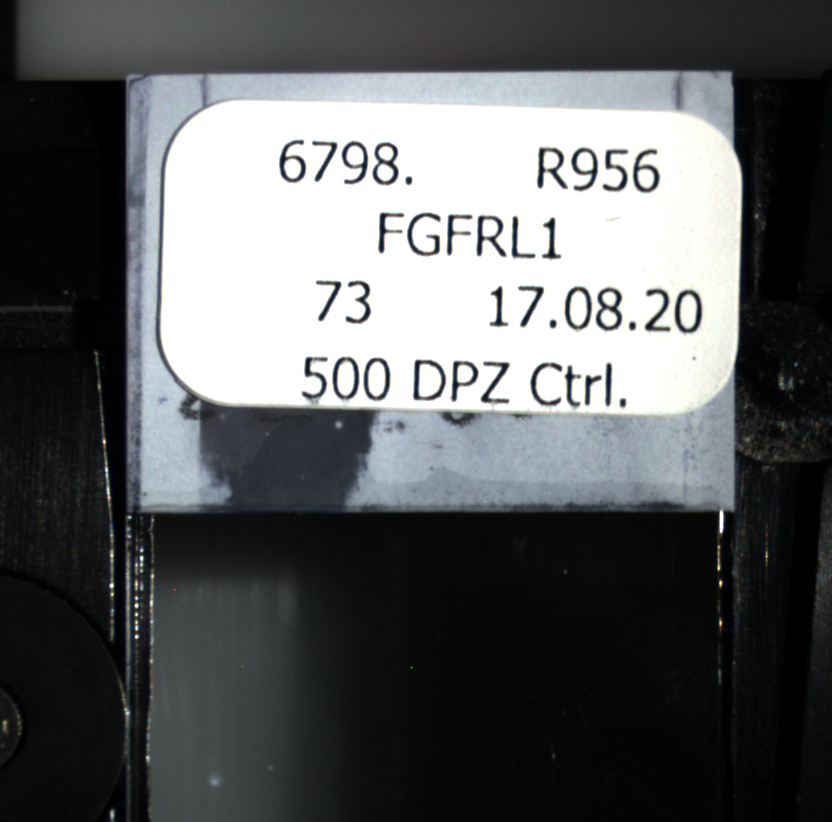 6798. R956
FGFRL1
73 17.08.20
500 DPZ Ctrl.